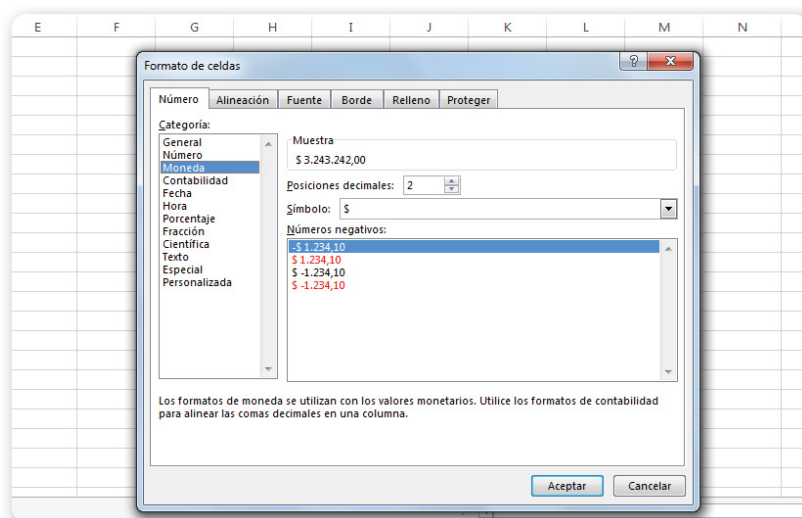 E F G H I J K L M N
Formato de celdas
Número Alineación Fuente Borde Relleno Proteger
Categoría:
General
Número
Moneda
Contabilidad
Fecha
Hora
Porcentaje
Fracción
Científica
Texto
Especial
Personalizada
Muestra
$ 3.243.242,00
Posiciones decimales: 2
Símbolo: $
Números negativos:
-$ 1.234,10
$ 1.234,10
$ -1.234,10
$ -1.234,10
Los formatos de moneda se utilizan con los valores monetarios. Utilice los formatos de contabilidad
para alinear las comas decimales en una columna.
Aceptar Cancelar